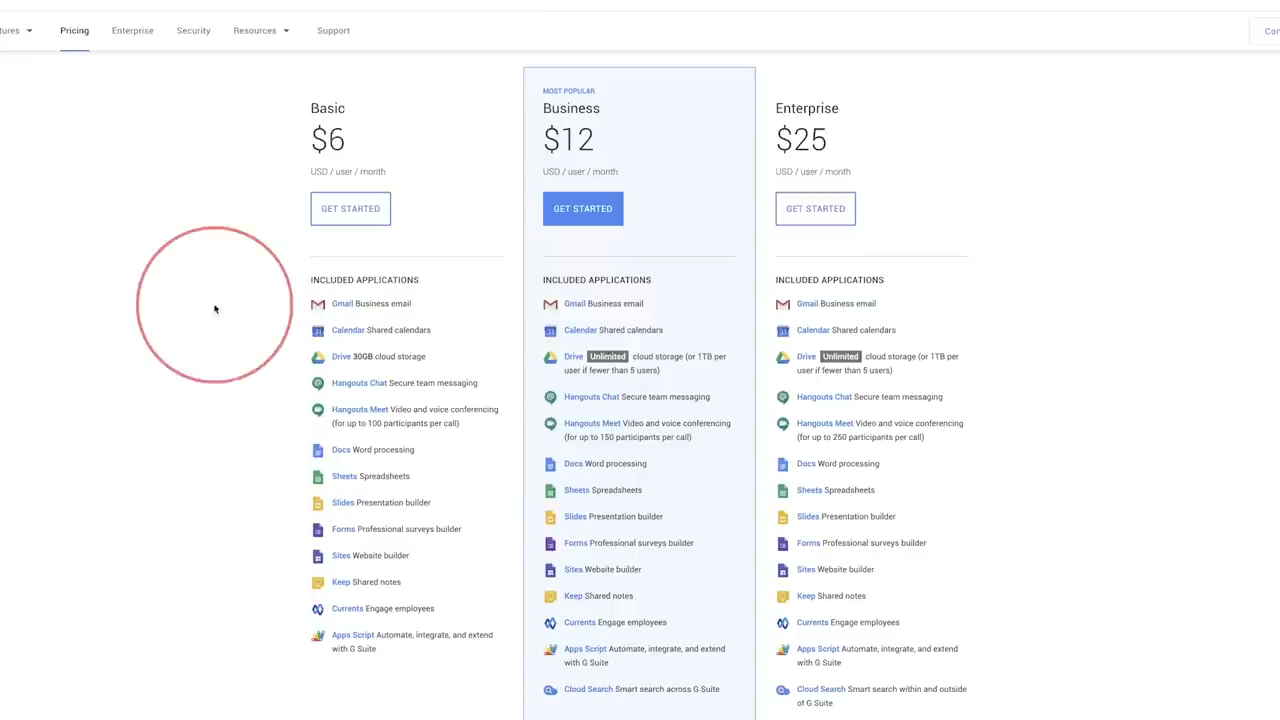 Pricing
Enterprise
Security
Resources
Support
Basic
$6
USD / user / month
GET STARTED
INCLUDED APPLICATIONS
Gmail Business email
Calendar Shared calendars
Drive 30GB cloud storage
Hangouts Chat Secure team messaging
Hangouts Meet Video and voice conferencing
(for up to 100 participants per call)
Docs Word processing
Sheets Spreadsheets
Slides Presentation builder
Forms Professional surveys builder
Sites Website builder
Keep Shared notes
Currents Engage employees
Apps Script Automate, integrate, and extend
with G Suite
MOST POPULAR
Business
$12
USD / user / month
GET STARTED
INCLUDED APPLICATIONS
Gmail Business email
Calendar Shared calendars
Drive Unlimited cloud storage (or 1TB per
user if fewer than 5 users)
Hangouts Chat Secure team messaging
Hangouts Meet Video and voice conferencing
(for up to 150 participants per call)
Docs Word processing
Sheets Spreadsheets
Slides Presentation builder
Forms Professional surveys builder
Sites Website builder
Keep Shared notes
Currents Engage employees
Apps Script Automate, integrate, and extend
with G Suite
Cloud Search Smart search across G Suite
Enterprise
$25
USD / user / month
GET STARTED
INCLUDED APPLICATIONS
Gmail Business email
Calendar Shared calendars
Drive Unlimited cloud storage (or 1TB per
user if fewer than 5 users)
Hangouts Chat Secure team messaging
Hangouts Meet Video and voice conferencing
(for up to 250 participants per call)
Docs Word processing
Sheets Spreadsheets
Slides Presentation builder
Forms Professional surveys builder
Sites Website builder
Keep Shared notes
Currents Engage employees
Apps Script Automate, integrate, and extend
with G Suite
Cloud Search Smart search within and outside
of G Suite